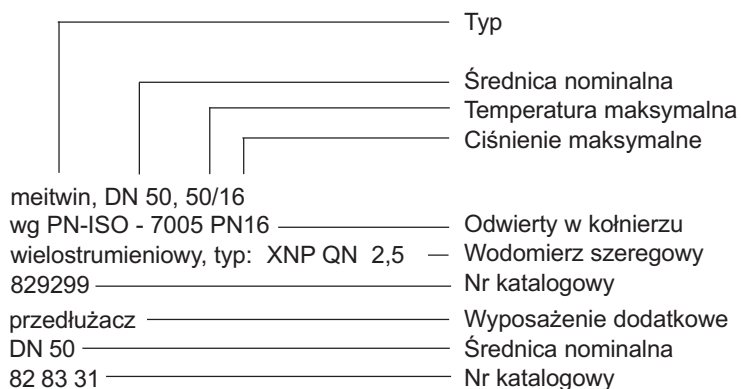 Typ
Średnica nominalna
Temperatura maksymalna
Ciśnienie maksymalne
meitwin, DN 50, 50/16
wg PN-ISO - 7005 PN16 Odwierty w kołnierzu
wielostrumieniowy, typ: XNP QN 2,5 Wodomierz szeregowy
829299 Nr katalogowy
przedłużacz Wyposażenie dodatkowe
DN 50 Średnica nominalna
82 83 31 Nr katalogowy